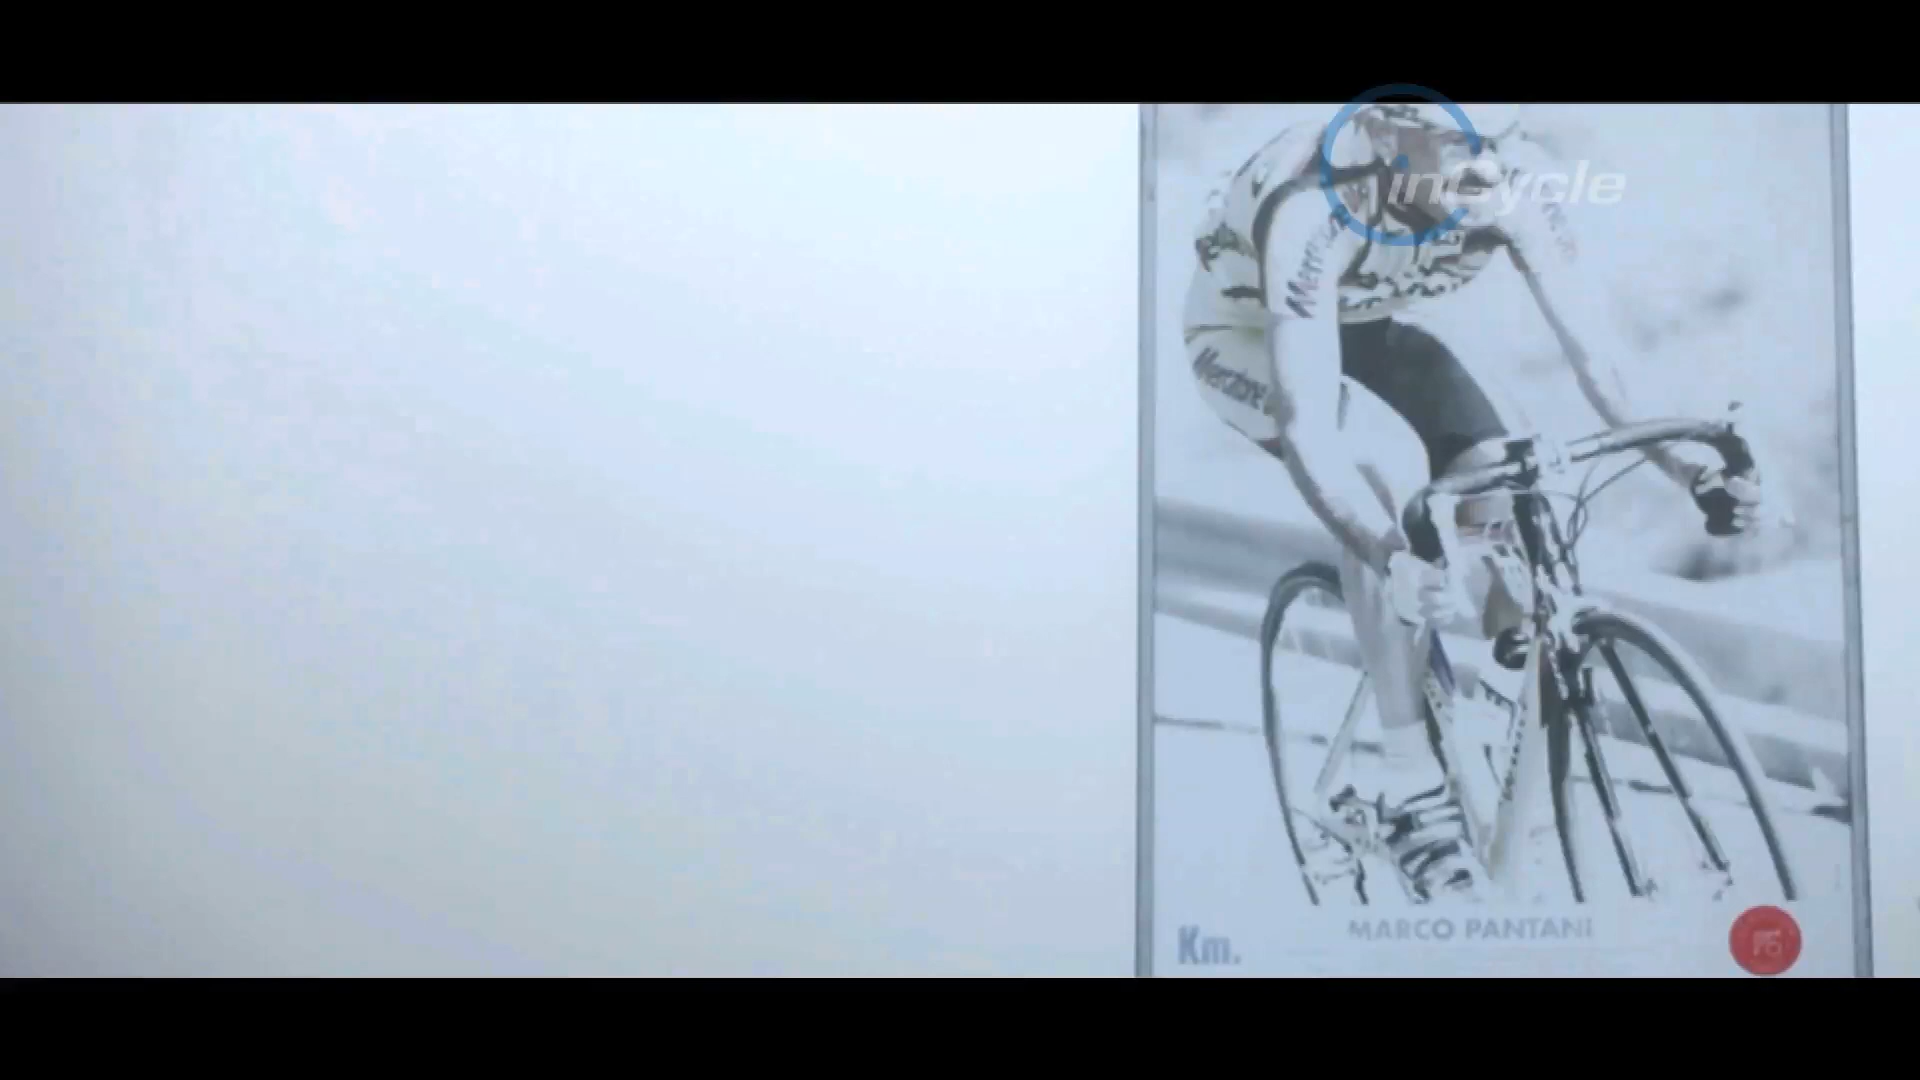 inCycle
Mercatone
Mercatone
MARCO PANTANI
Km.